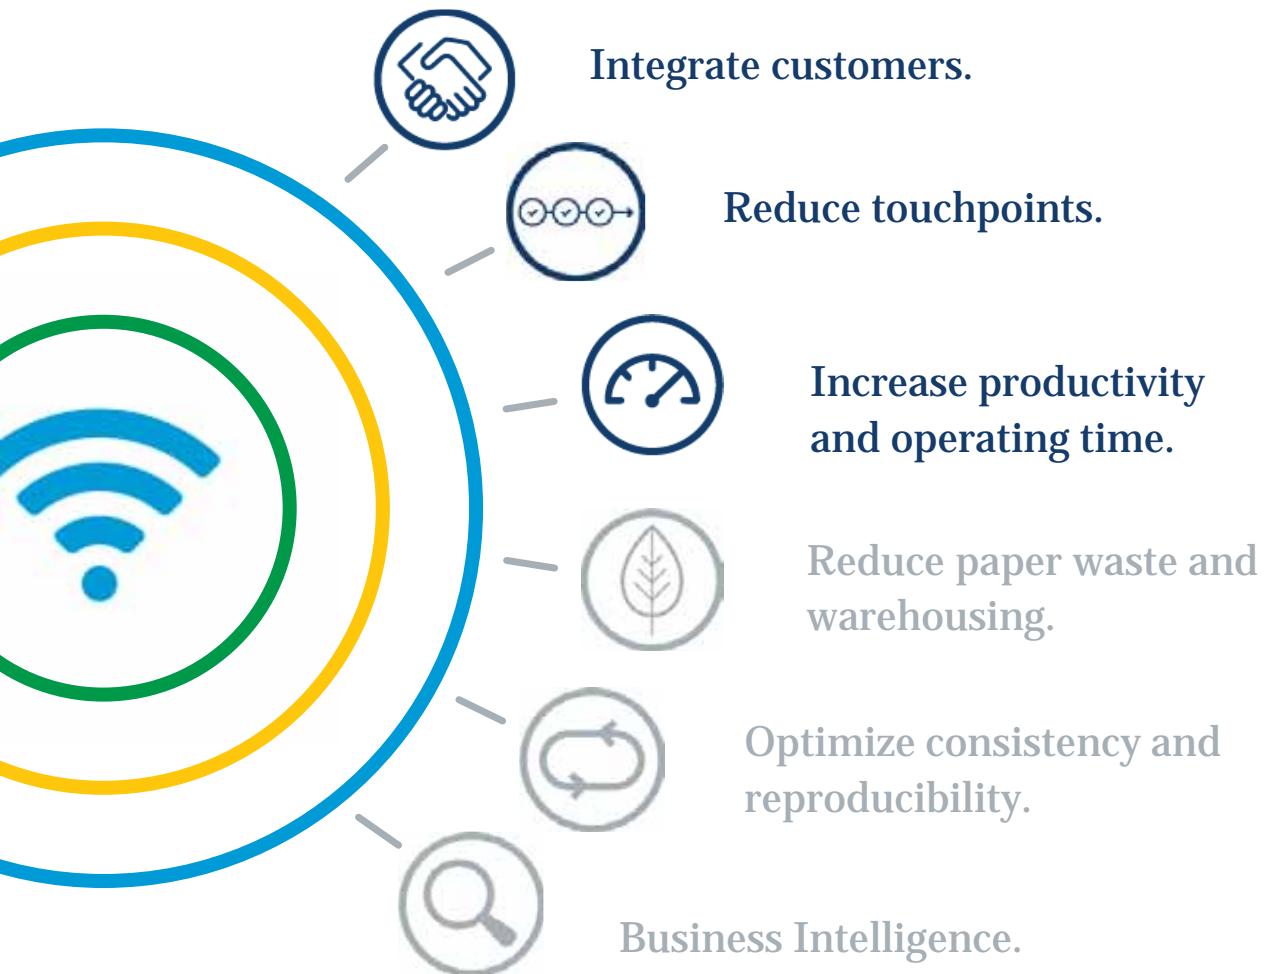 Integrate customers.
Reduce touchpoints.
Increase productivity
and operating time.
Reduce paper waste and
warehousing.
Optimize consistency and
reproducibility.
Business Intelligence.